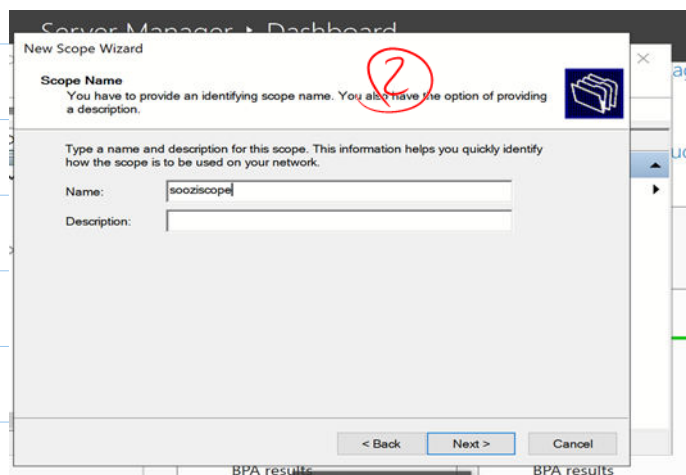 Server Manager • Dashboard
New Scope Wizard
2
Scope Name
You have to provide an identifying scope name. You also have the option of providing
a description.
Type a name and description for this scope. This information helps you quickly identify
how the scope is to be used on your network.
Name:
sooziscope
Description:
< Back
Next >
Cancel
BPA results
BPA results